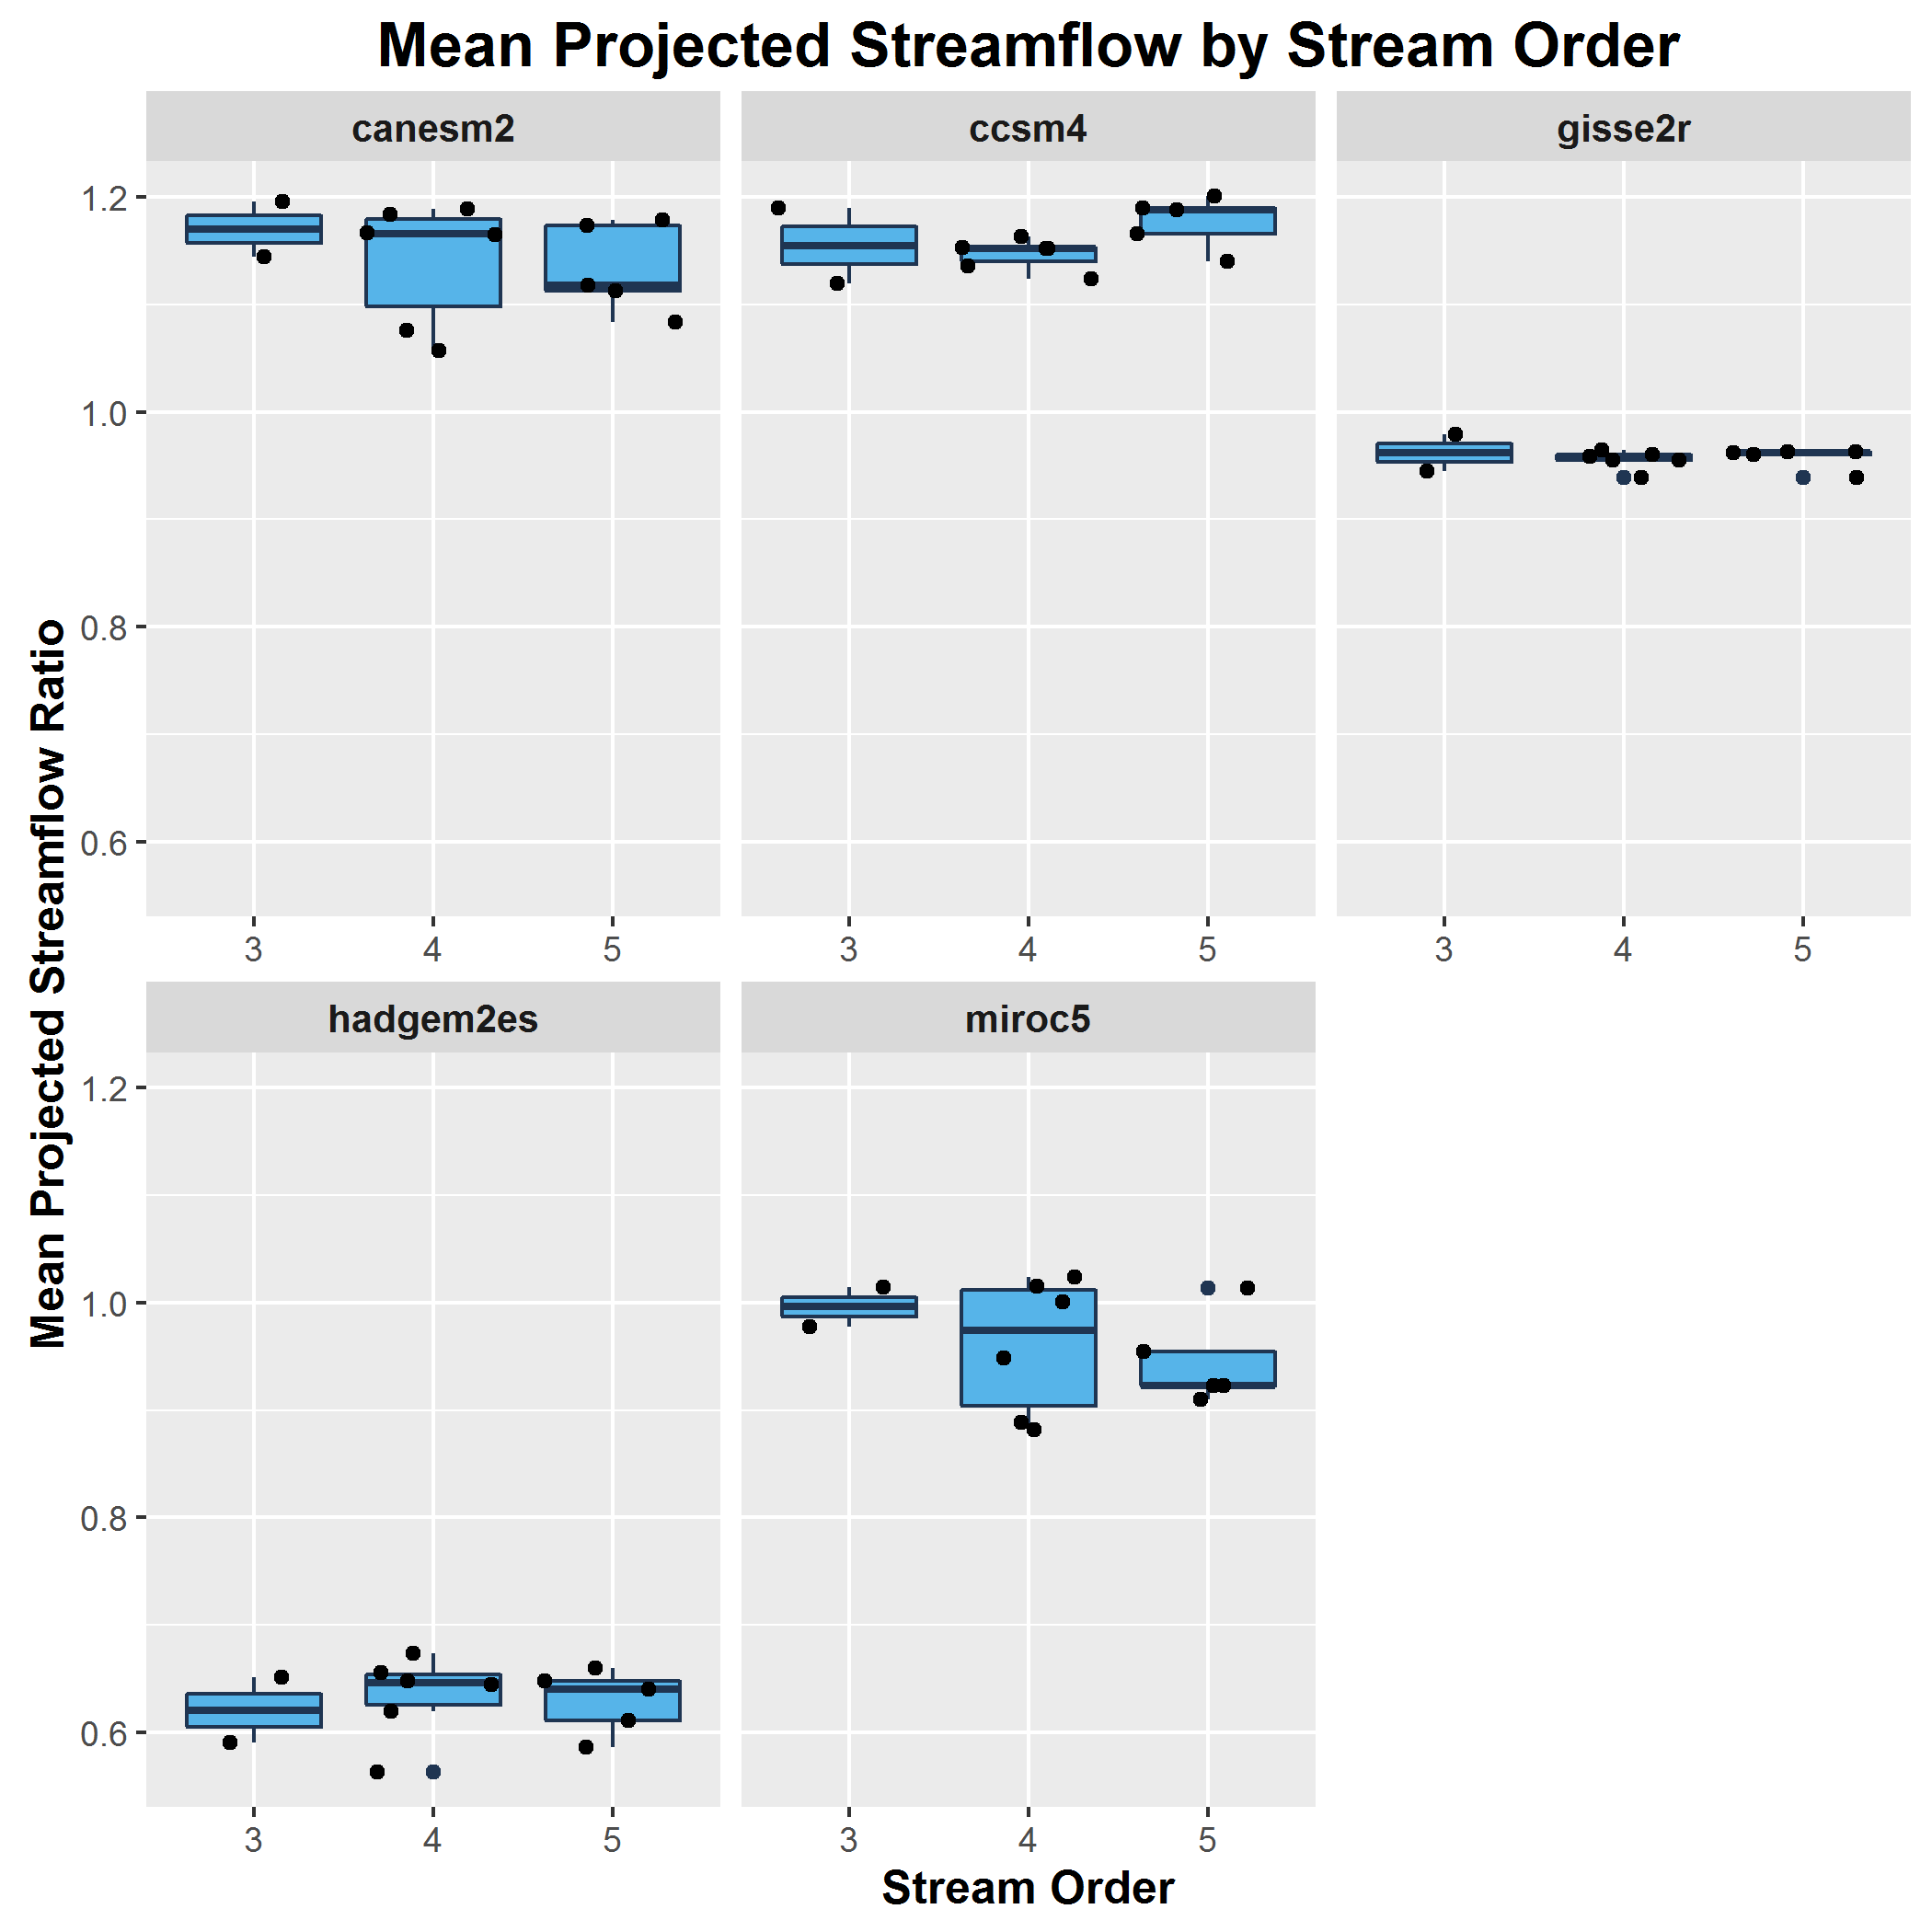 Mean Projected Streamflow by Stream Order
canesm2
ccsm4
gisse2r
1.2
1.0
0.8
0.6
3 4 5
3 4 5
3 4 5
Mean Projected Streamflow Ratio
hadgem2es
miroc5
1.2
1.0
0.8
0.6
3 4 5
3 4 5
Stream Order